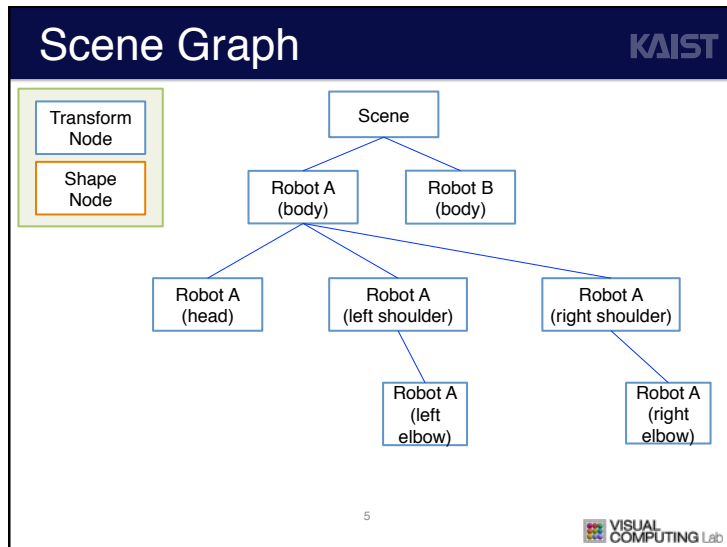 Scene Graph
KAIST
Transform
Node
Shape
Node
Scene
Robot A
(body)
Robot B
(body)
Robot A
(head)
Robot A
(left shoulder)
Robot A
(right shoulder)
Robot A
(left
elbow)
Robot A
(right
elbow)
5
VISUAL
COMPUTING Lab